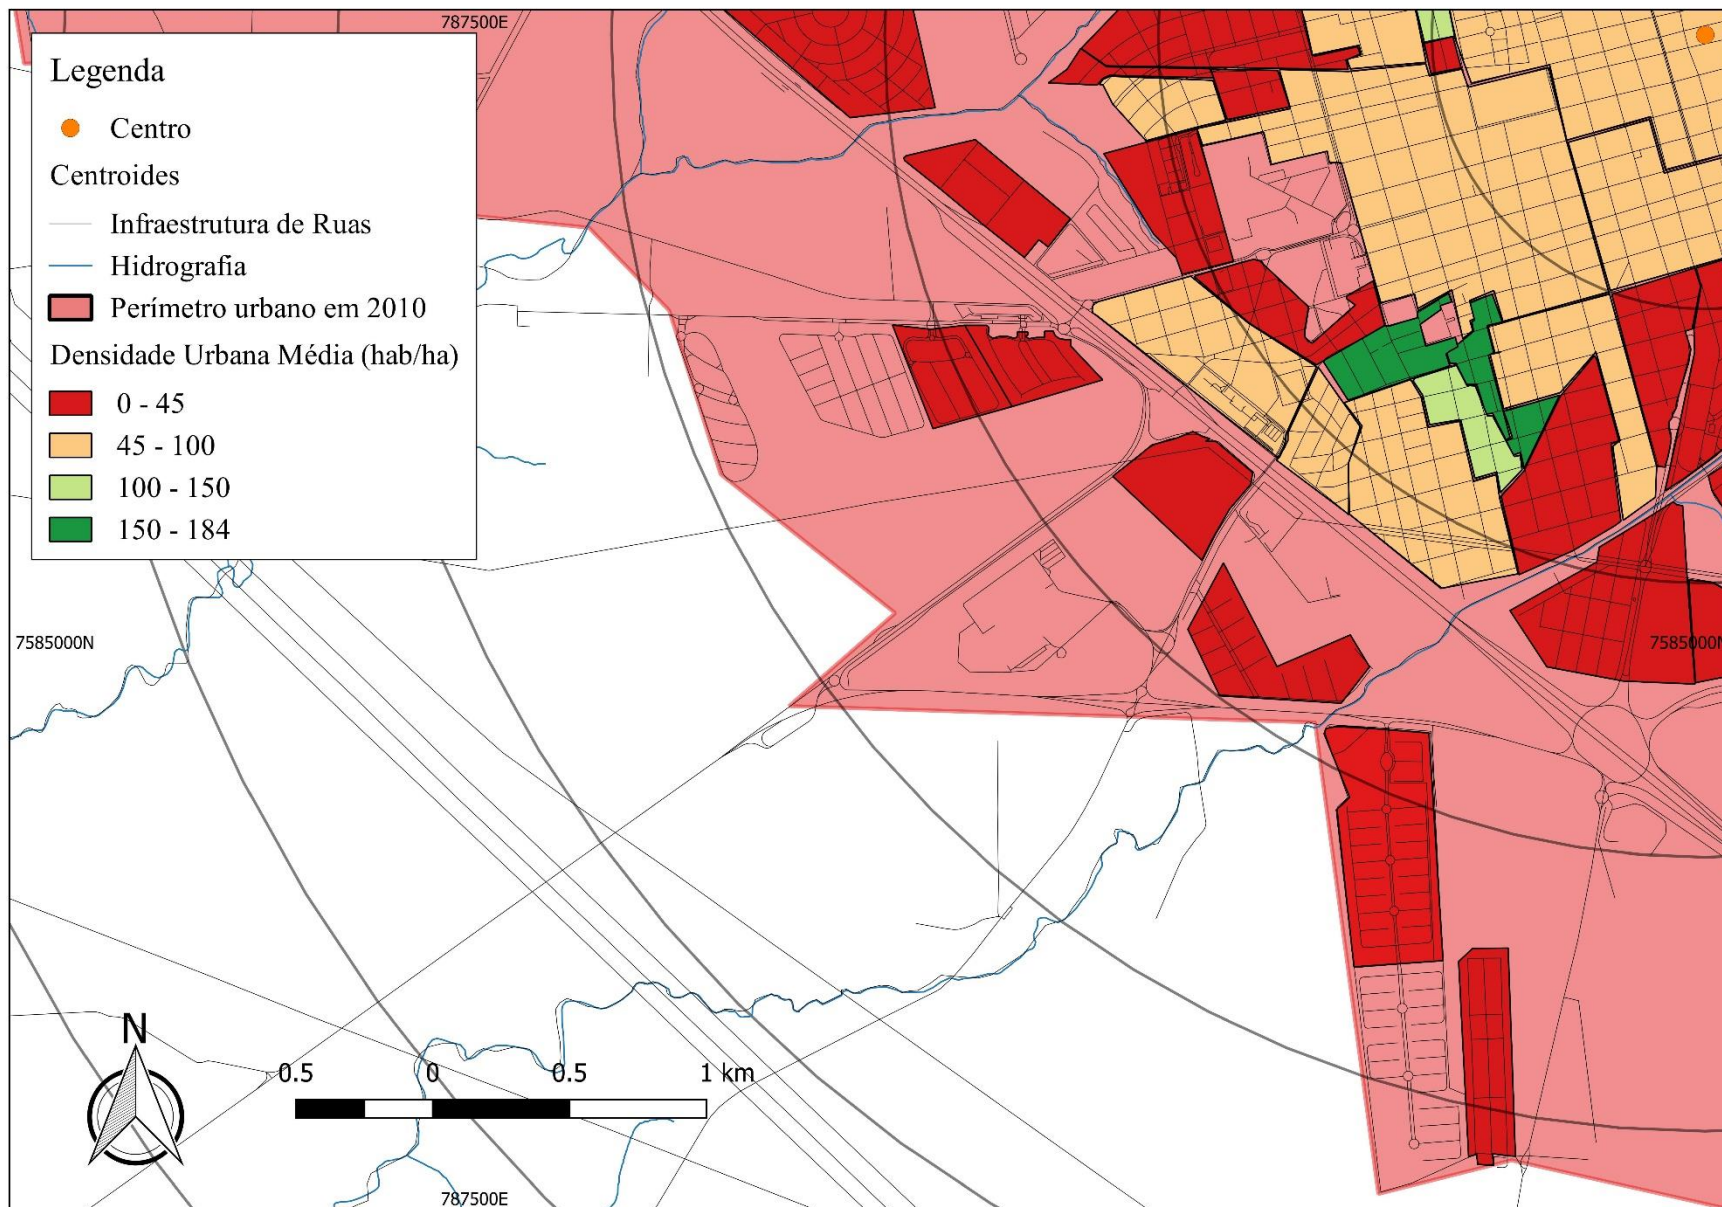 787500E
Legenda
Centro
Centroides
Infraestrutura de Ruas
Hidrografia
Perímetro urbano em 2010
Densidade Urbana Média (hab/ha)
0 - 45
45 - 100
100 - 150
150 - 184
7585000N
7585000N
N
0.5 0 0.5 1 km
787500E